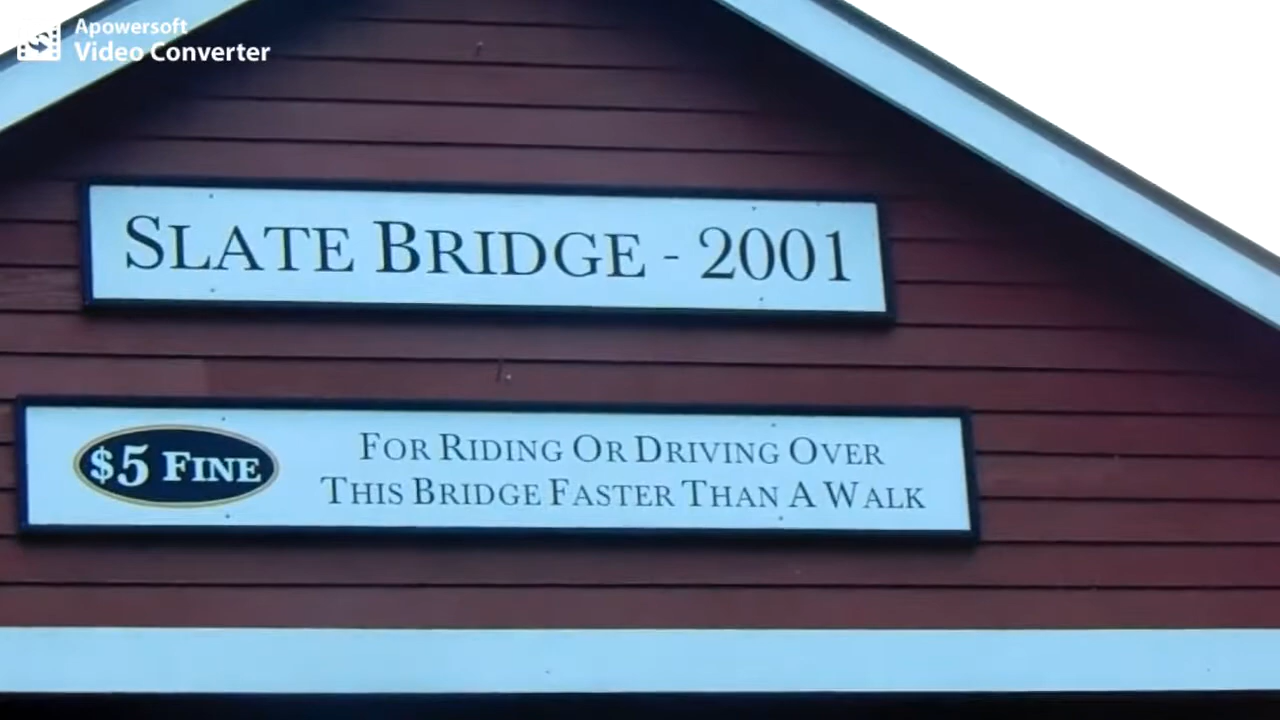 Apowersoft
Video Converter
SLATE BRIDGE - 2001
$5 FINE
FOR RIDING OR DRIVING OVER
THIS BRIDGE FASTER THAN A WALK